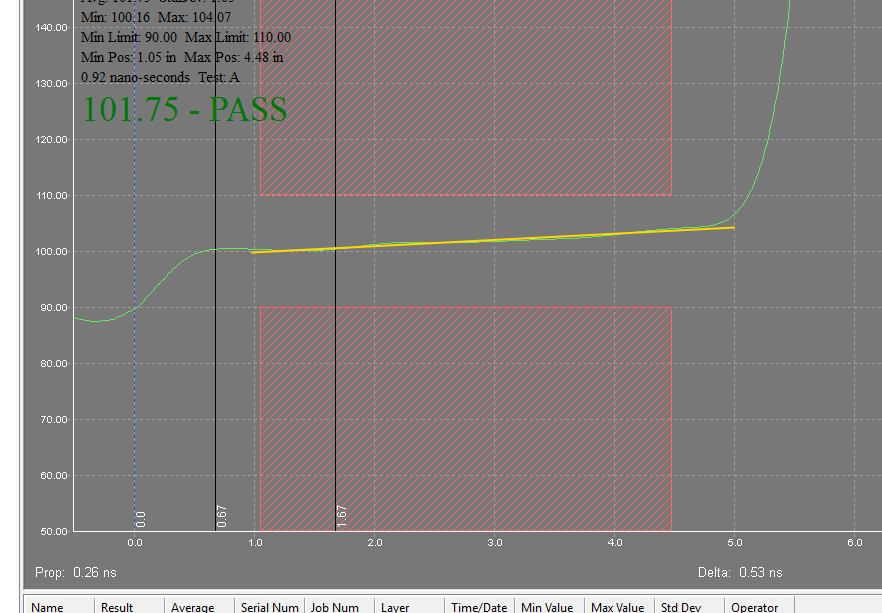 140.00
Min: 100.16 Max: 104.07
Min Limit: 90.00 Max Limit: 110.00
Min Pos: 1.05 in Max Pos: 4.48 in
0.92 nano-seconds Test: A
130.00
101.75 - PASS
120.00
110.00
100.00
90.00
80.00
70.00
60.00
50.00
0.0
0.67
1.67
0.0 1.0 2.0 3.0 4.0 5.0 6.0
Prop: 0.26 ns Delta: 0.53 ns
Name Result Average Serial Num Job Num Layer Time/Date Min Value Max Value Std Dev Operator